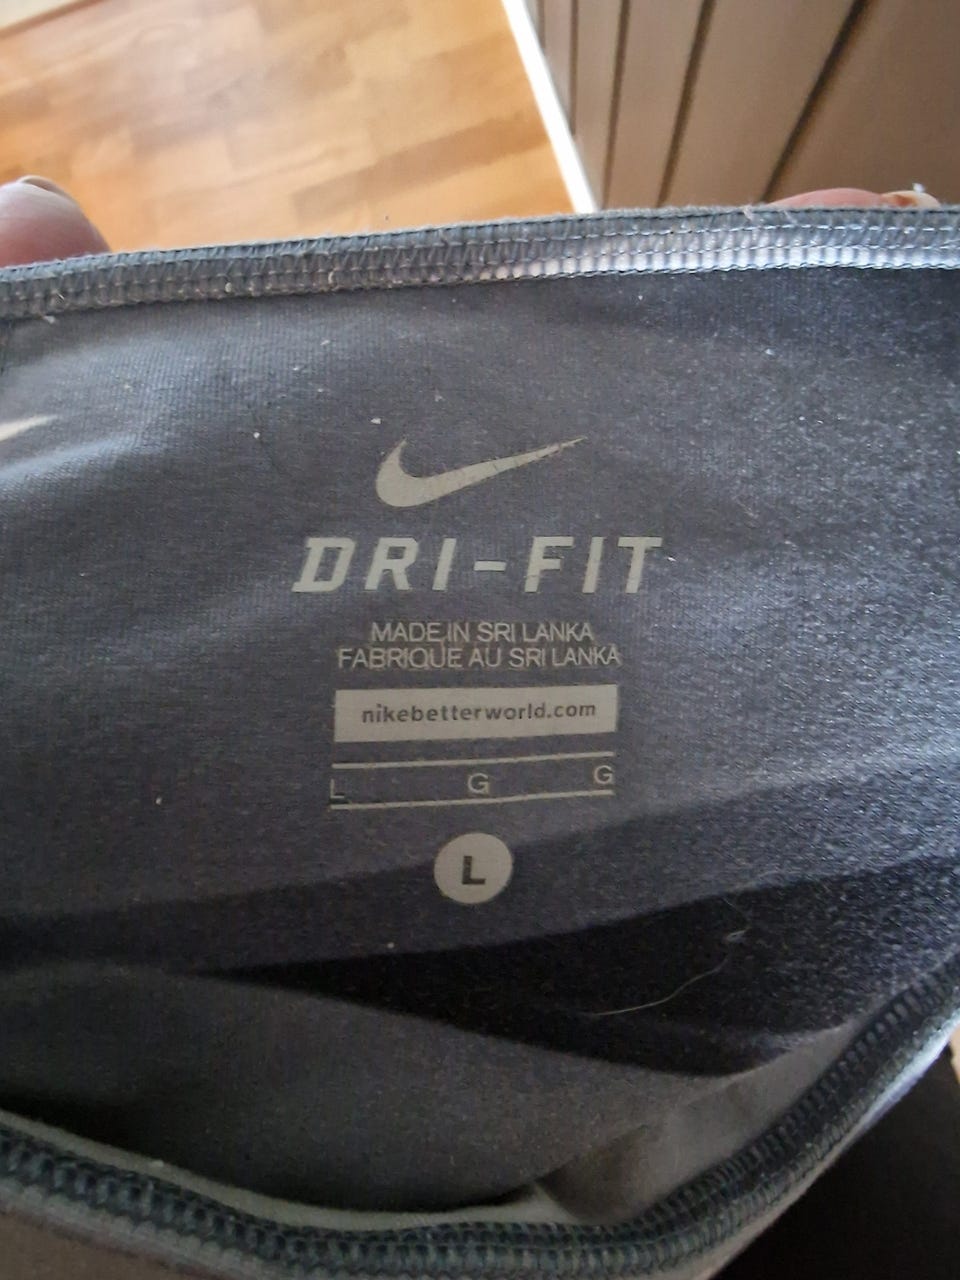 DRI-FIT
MADE IN SRI LANKA
FABRIQUE AU SRI LANKA
nikebetterworld.com
L G G
L